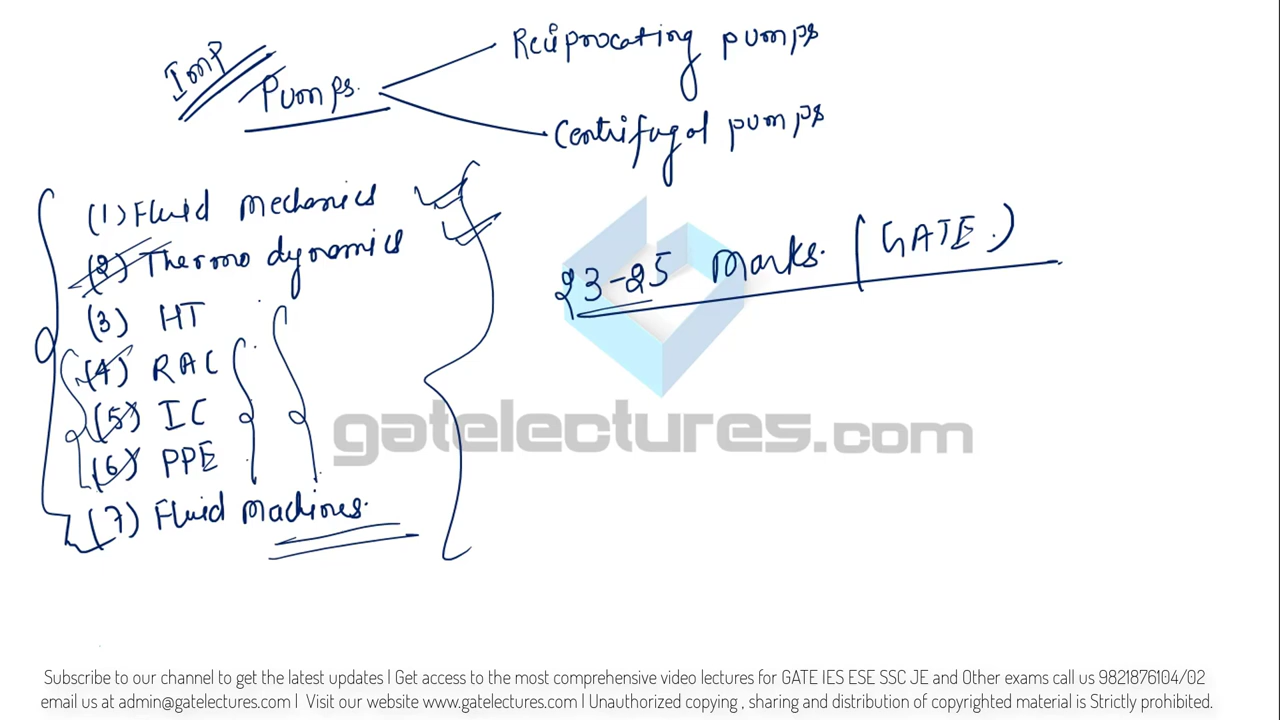 Imp
Pumps.
Reciprocating pumps
Centrifugal pumps
(1) Fluid Mechanics
(2) Thermo dynamics
(3) HT
(4) RAC
(5) IC
(6) PPE
(7) Fluid Machines.
23-25 Marks. (GATE.)
gatelectures.com
Subscribe to our channel to get the latest updates | Get access to the most comprehensive video lectures for GATE IES ESE SSC JE and Other exams call us 9821876104/02
email us at admin@gatelectures.com | Visit our website www.gatelectures.com | Unauthorized copying , sharing and distribution of copyrighted material is Strictly prohibited.